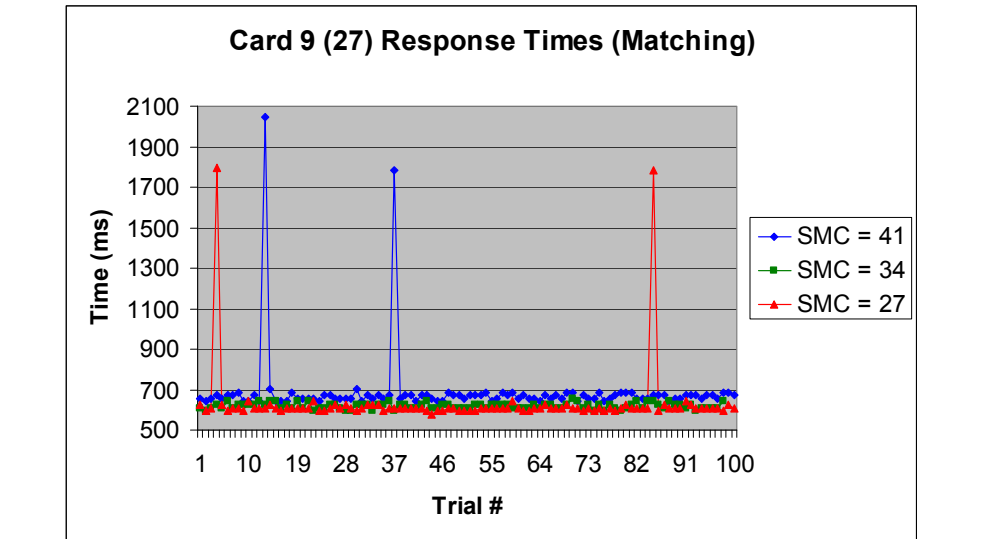 Card 9 (27) Response Times (Matching)
2100
1900
1700
1500
1300
1100
900
700
500
Time (ms)
1 10 19 28 37 46 55 64 73 82 91 100
Trial #
SMC = 41
SMC = 34
SMC = 27